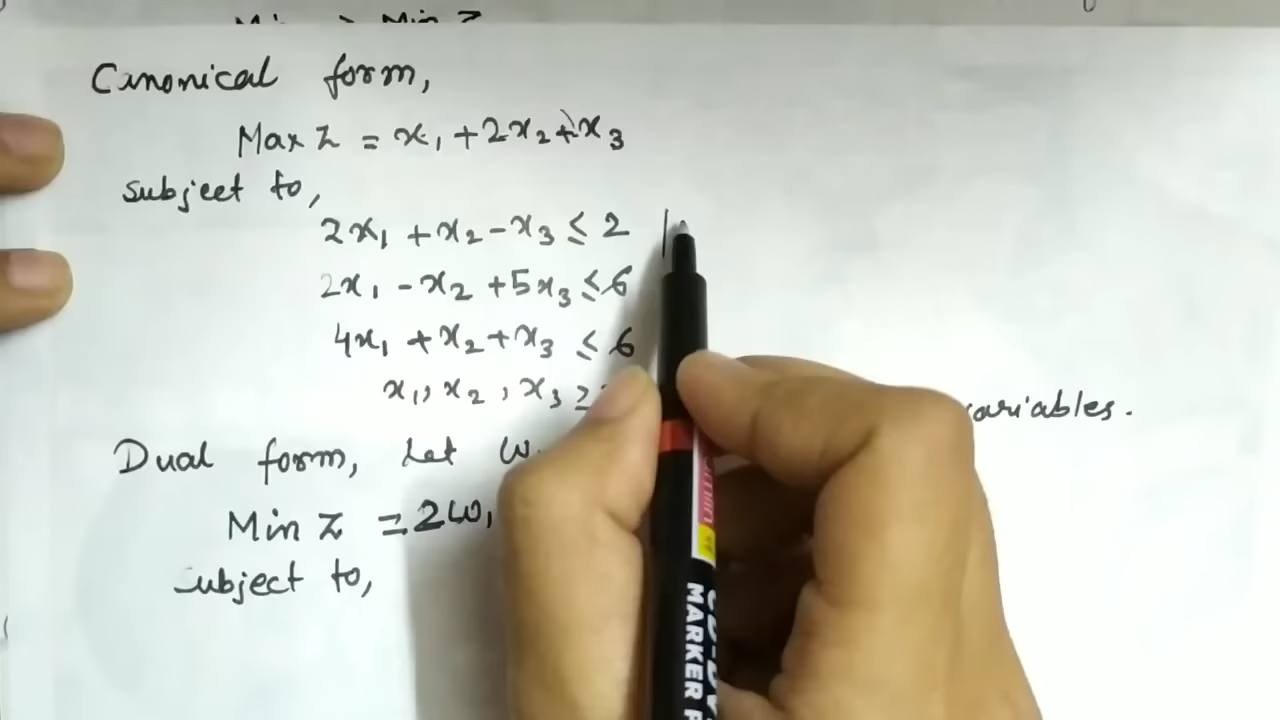 Min Z
Canonical form,
Max Z = x₁ + 2x₂ + x₃
subject to,
2x₁ + x₂ - x₃ ≤ 2
2x₁ - x₂ + 5x₃ ≤ 6
4x₁ + x₂ + x₃ ≤ 6
x₁, x₂, x₃ ≥
variables.
Dual form, Let w
Min Z = 2w₁
subject to,
MARKER P